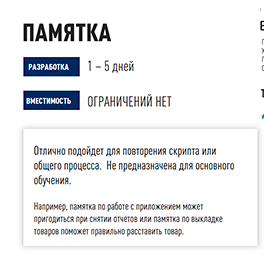 ПАМЯТКА
РАЗРАБОТКА 1 – 5 дней
ВМЕСТИМОСТЬ ОГРАНИЧЕНИЙ НЕТ
Отлично подойдет для повторения скрипта или
общего процесса. Не предназначена для основного
обучения.
Например, памятка по работе с приложением может
пригодиться при снятии отчетов или памятка по выкладке
товаров поможет правильно расставить товар.